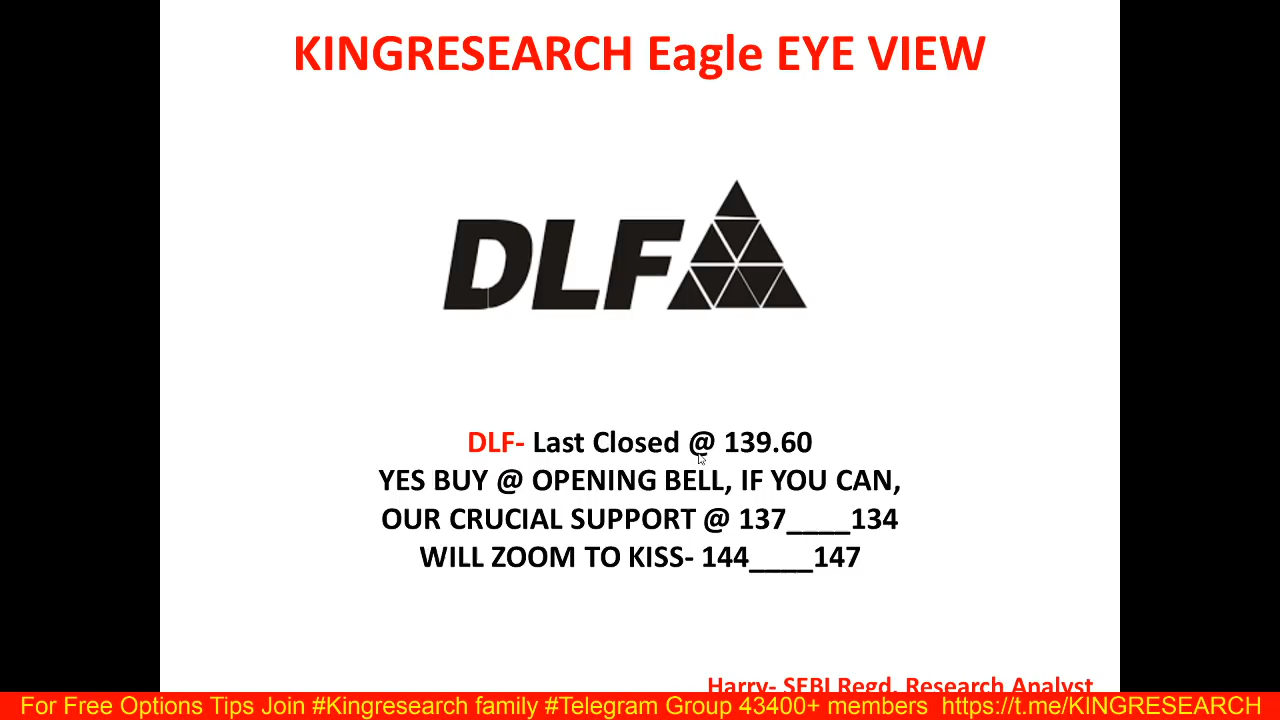 KINGRESEARCH Eagle EYE VIEW
DLF
DLF- Last Closed @ 139.60
YES BUY @ OPENING BELL, IF YOU CAN,
OUR CRUCIAL SUPPORT @ 137____134
WILL ZOOM TO KISS- 144____147
Harry- SEBI Regd. Research Analyst
For Free Options Tips Join #Kingresearch family #Telegram Group 43400+ members https://t.me/KINGRESEARCH